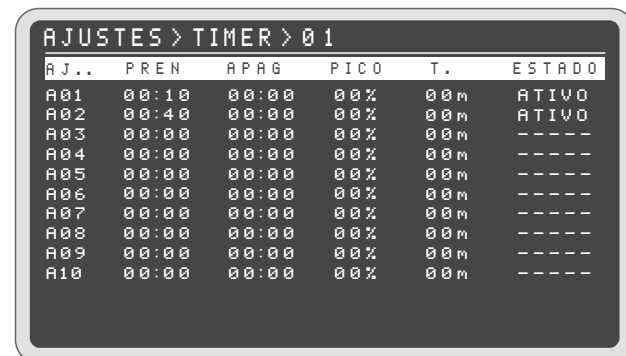 AJUSTES>TIMER>01
AJ.. PREN APAG PICO T. ESTADO
A01 00:10 00:00 00% 00m ATIVO
A02 00:40 00:00 00% 00m ATIVO
A03 00:00 00:00 00% 00m -----
A04 00:00 00:00 00% 00m -----
A05 00:00 00:00 00% 00m -----
A06 00:00 00:00 00% 00m -----
A07 00:00 00:00 00% 00m -----
A08 00:00 00:00 00% 00m -----
A09 00:00 00:00 00% 00m -----
A10 00:00 00:00 00% 00m -----